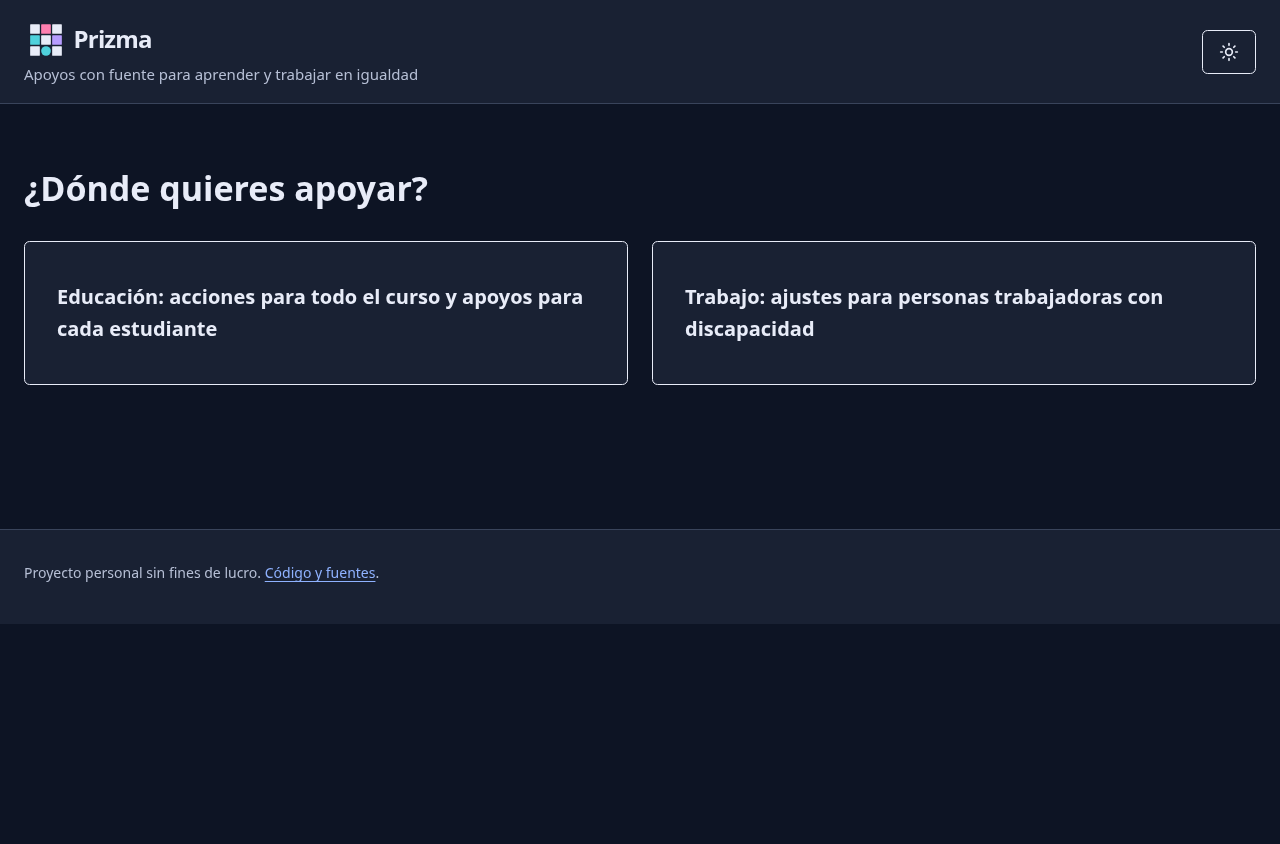 Prizma
Apoyos con fuente para aprender y trabajar en igualdad
¿Dónde quieres apoyar?
Educación: acciones para todo el curso y apoyos para
cada estudiante
Trabajo: ajustes para personas trabajadoras con
discapacidad
Proyecto personal sin fines de lucro. Código y fuentes.